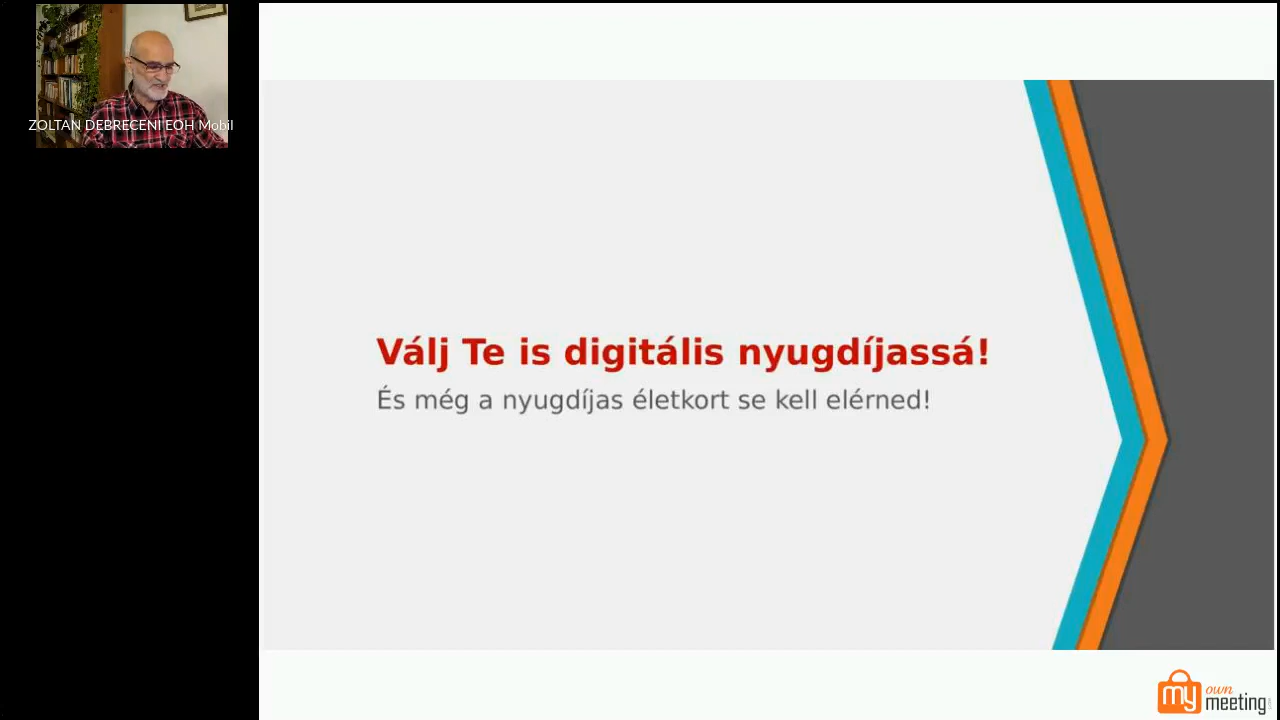 ZOLTAN DEBRECENI EOH Mobil
Válj Te is digitális nyugdíjassá!
És még a nyugdíjas életkort se kell elérned!
my own
meeting